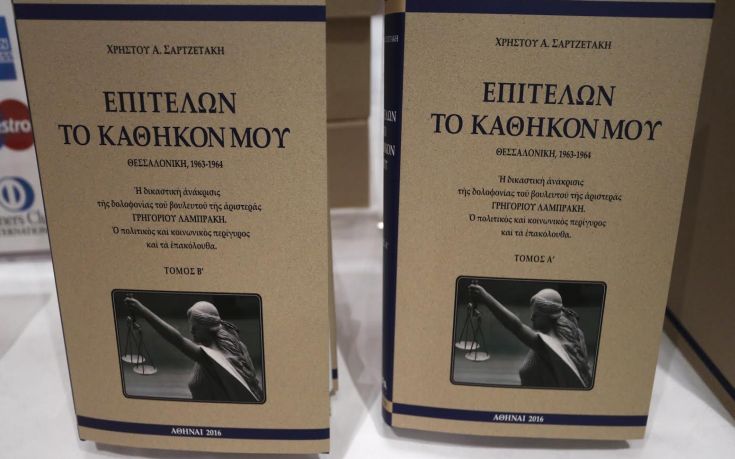 ΧΡΗΣΤΟΥ Α. ΣΑΡΤΖΕΤΑΚΗ
ΕΠΙΤΕΛΩΝ
ΤΟ ΚΑΘΗΚΟΝ ΜΟΥ
ΘΕΣΣΑΛΟΝΙΚΗ, 1963-1964
Ἡ δικαστική ἀνάκρισις
τῆς δολοφονίας τοῦ βουλευτοῦ τῆς ἀριστερᾶς
ΓΡΗΓΟΡΙΟΥ ΛΑΜΠΡΑΚΗ.
Ὁ πολιτικός καί κοινωνικός περίγυρος
καί τά ἐπακόλουθα.
ΤΟΜΟΣ Β'
ΑΘΗΝΑΙ 2016
ΧΡΗΣΤΟΥ Α. ΣΑΡΤΖΕΤΑΚΗ
ΕΠΙΤΕΛΩΝ
ΤΟ ΚΑΘΗΚΟΝ ΜΟΥ
ΘΕΣΣΑΛΟΝΙΚΗ, 1963-1964
Ἡ δικαστική ἀνάκρισις
τῆς δολοφονίας τοῦ βουλευτοῦ τῆς ἀριστερᾶς
ΓΡΗΓΟΡΙΟΥ ΛΑΜΠΡΑΚΗ.
Ὁ πολιτικός καί κοινωνικός περίγυρος
καί τά ἐπακόλουθα.
ΤΟΜΟΣ Α'
ΑΘΗΝΑΙ 2016